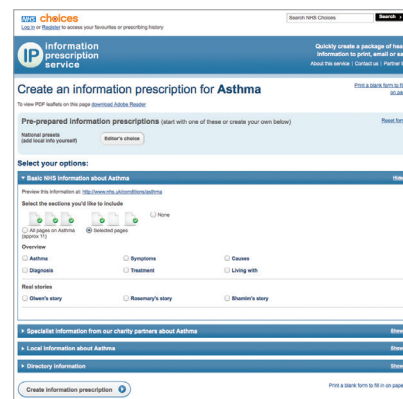 NHS choices
Search NHS Choices
Search
Log in or Register to access your favourites or prescribing history
IP information prescription service
Quickly create a package of
information to print, email or
About this service | Contact us | Partner
Create an information prescription for Asthma
Print a blank form to
on
To view PDF leaflets on this page download Adobe Reader
Pre-prepared information prescriptions (start with one of these or create your own below)
Reset
National presets
(add local info yourself)
Editor's choice
Select your options:
Basic NHS information about Asthma
Preview this information at: http://www.nhs.uk/conditions/asthma
Select the sections you'd like to include
None
All pages on Asthma
(approx 11)
Selected pages
Overview
Asthma
Symptoms
Causes
Diagnosis
Treatment
Living with
Real stories
Olwen's story
Rosemary's story
Shamim's story
Specialist information from our charity partners about Asthma
Show
Local information about Asthma
Show
Directory information
Show
Create information prescription
Print a blank form to fill in on